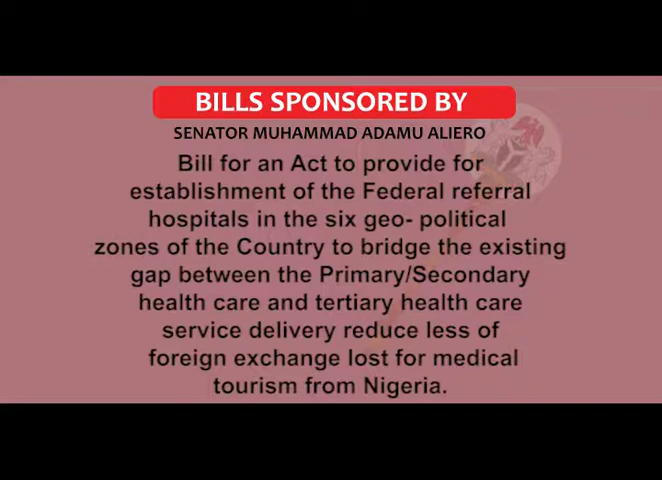 BILLS SPONSORED BY
SENATOR MUHAMMAD ADAMU ALIERO
Bill for an Act to provide for
establishment of the Federal referral
hospitals in the six geo- political
zones of the Country to bridge the existing
gap between the Primary/Secondary
health care and tertiary health care
service delivery reduce less of
foreign exchange lost for medical
tourism from Nigeria.